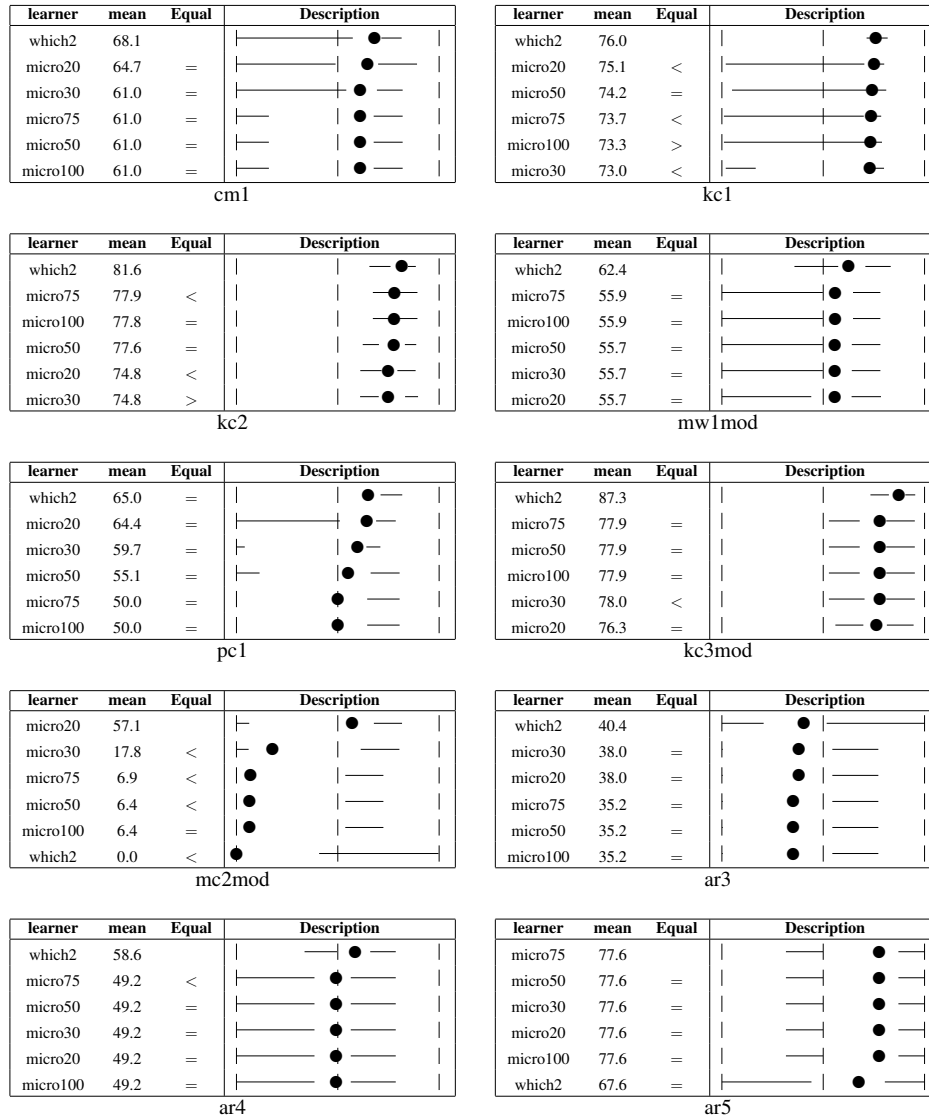 learner mean Equal Description
which2 68.1
micro20 64.7 =
micro30 61.0 =
micro75 61.0 =
micro50 61.0 =
micro100 61.0 =
cm1
learner mean Equal Description
which2 76.0
micro20 75.1 <
micro50 74.2 =
micro75 73.7 <
micro100 73.3 >
micro30 73.0 <
kc1
learner mean Equal Description
which2 81.6
micro75 77.9 <
micro100 77.8 =
micro50 77.6 =
micro20 74.8 <
micro30 74.8 >
kc2
learner mean Equal Description
which2 62.4
micro75 55.9 =
micro100 55.9 =
micro50 55.7 =
micro30 55.7 =
micro20 55.7 =
mw1mod
learner mean Equal Description
which2 65.0 =
micro20 64.4 =
micro30 59.7 =
micro50 55.1 =
micro75 50.0 =
micro100 50.0 =
pc1
learner mean Equal Description
which2 87.3
micro75 77.9 =
micro50 77.9 =
micro100 77.9 =
micro30 78.0 <
micro20 76.3 =
kc3mod
learner mean Equal Description
micro20 57.1
micro30 17.8 <
micro75 6.9 <
micro50 6.4 <
micro100 6.4 =
which2 0.0 <
mc2mod
learner mean Equal Description
which2 40.4
micro30 38.0 =
micro20 38.0 =
micro75 35.2 =
micro50 35.2 =
micro100 35.2 =
ar3
learner mean Equal Description
which2 58.6
micro75 49.2 <
micro50 49.2 =
micro30 49.2 =
micro20 49.2 =
micro100 49.2 =
ar4
learner mean Equal Description
micro75 77.6
micro50 77.6 =
micro30 77.6 =
micro20 77.6 =
micro100 77.6 =
which2 67.6 =
ar5